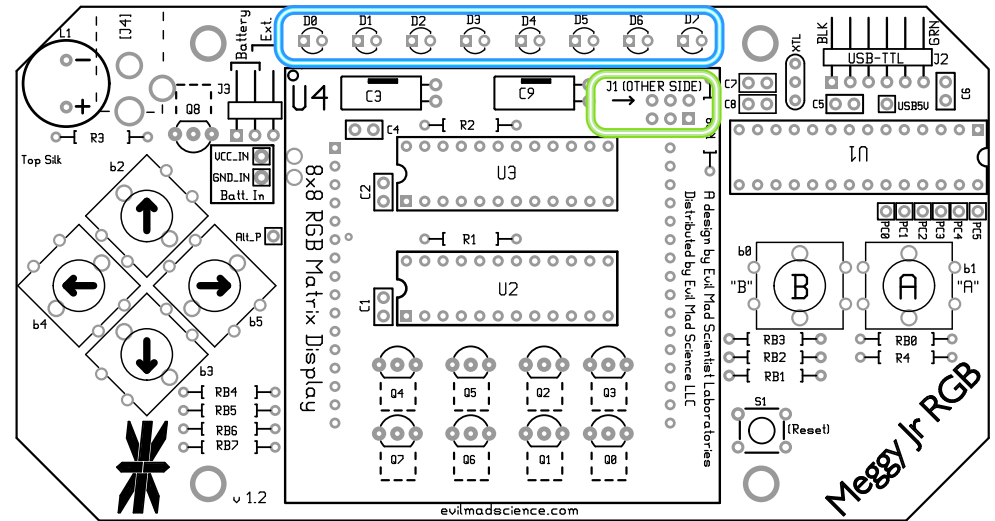 L1
[J4]
Battery
Ext.
D0 D1 D2 D3 D4 D5 D6 D7
XTL
BLK
GRN
USB-TTL
J2
J3
Q8
U4
C3
C9
J1 (OTHER SIDE)
C7
C8
C5
USB5V
C6
R3
C4
R2
U1
Top Silk
VCC_IN
GND_IN
Batt. In
b2
U3
C2
8x8 RGB Matrix Display
A design by Evil Mad Scientist Laboratories
Distributed by Evil Mad Science LLC
PC0
PC1
PC2
PC3
PC4
PC5
Alt_P
R1
b0
"B"
B
A
b1
"A"
b4
b5
U2
C1
b3
RB3
RB2
RB1
RB0
R4
RB4
RB5
RB6
RB7
Q4 Q5 Q2 Q3
Q7 Q6 Q1 Q0
S1
(Reset)
Meggy Jr RGB
v 1.2
evilmadscience.com